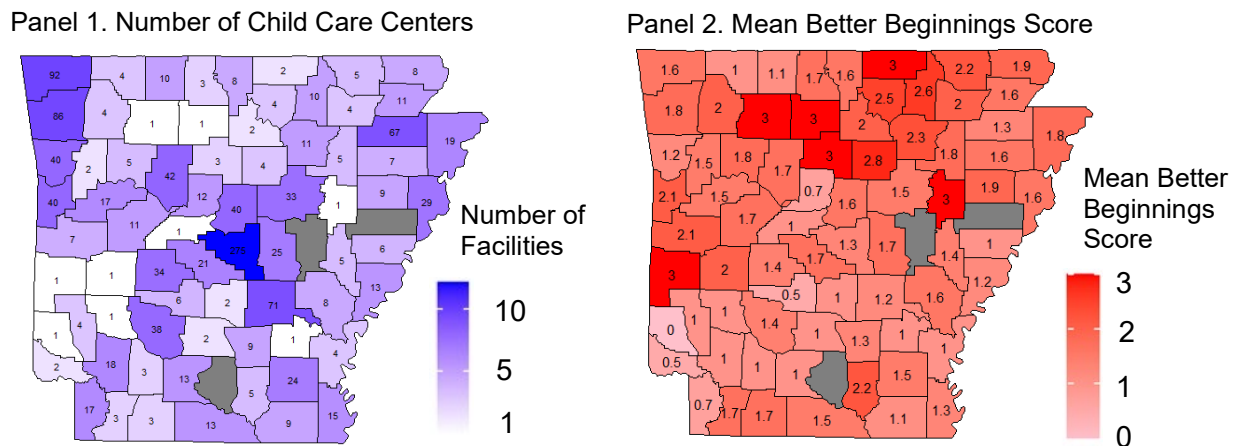 Panel 1. Number of Child Care Centers
92 4 10 3 8 2 5 8
86 4 1 1 2 4 10 4 11
67 19
40 2 5 42 3 4 11 5 7
40 17 12 40 33 1 9 29
7 11 1 25 6
1 1 34 21 5 13
6 2 71 8
1 4 1 38 2 9 1 4
2 18 3 13 5 24
17 3 3 13 9 15
Number of
Facilities
10
5
1
Panel 2. Mean Better Beginnings Score
1.6 1 1.1 1.7 1.6 3 2.2 1.9
1.8 2 3 3 2 2.5 2.6 2 1.6
1.3 1.8
1.2 1.5 1.8 1.7 3 2.8 2.3 1.8 1.6
2.1 1.5 0.7 1.6 1.5 3 1.9 1.6
2.1 1.7 1 1.3 1.7 1
3 2 1.4 1.7 1.4 1.2
0.5 1 1.2 1.6
0 1 1 1.4 1 1.3 1 1
0.5 1 1 1 2.2 1.5
0.7 1.7 1.7 1.5 1.1 1.3
Mean Better
Beginnings
Score
3
2
1
0